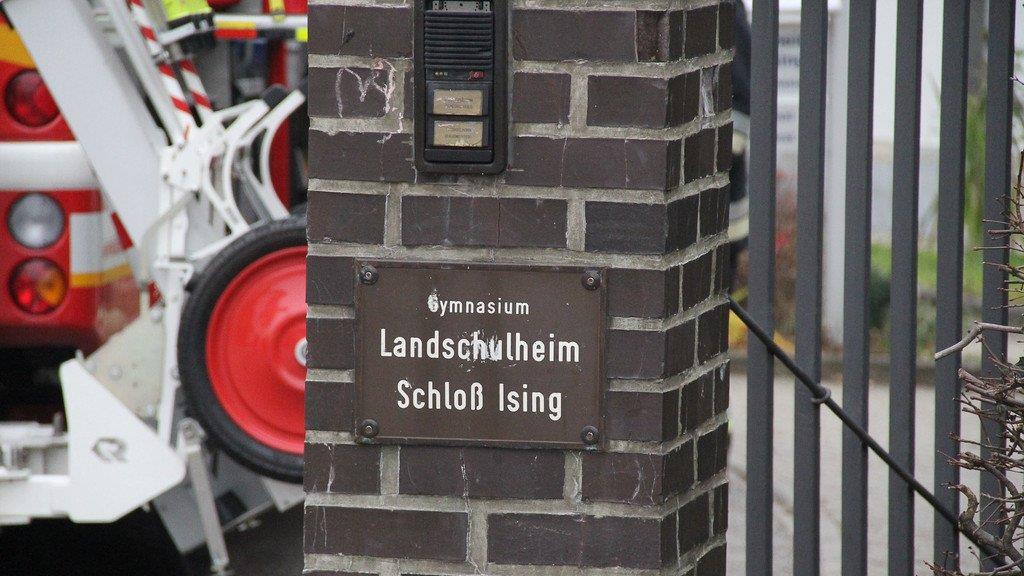 Gymnasium
Landschulheim
Schloß Ising